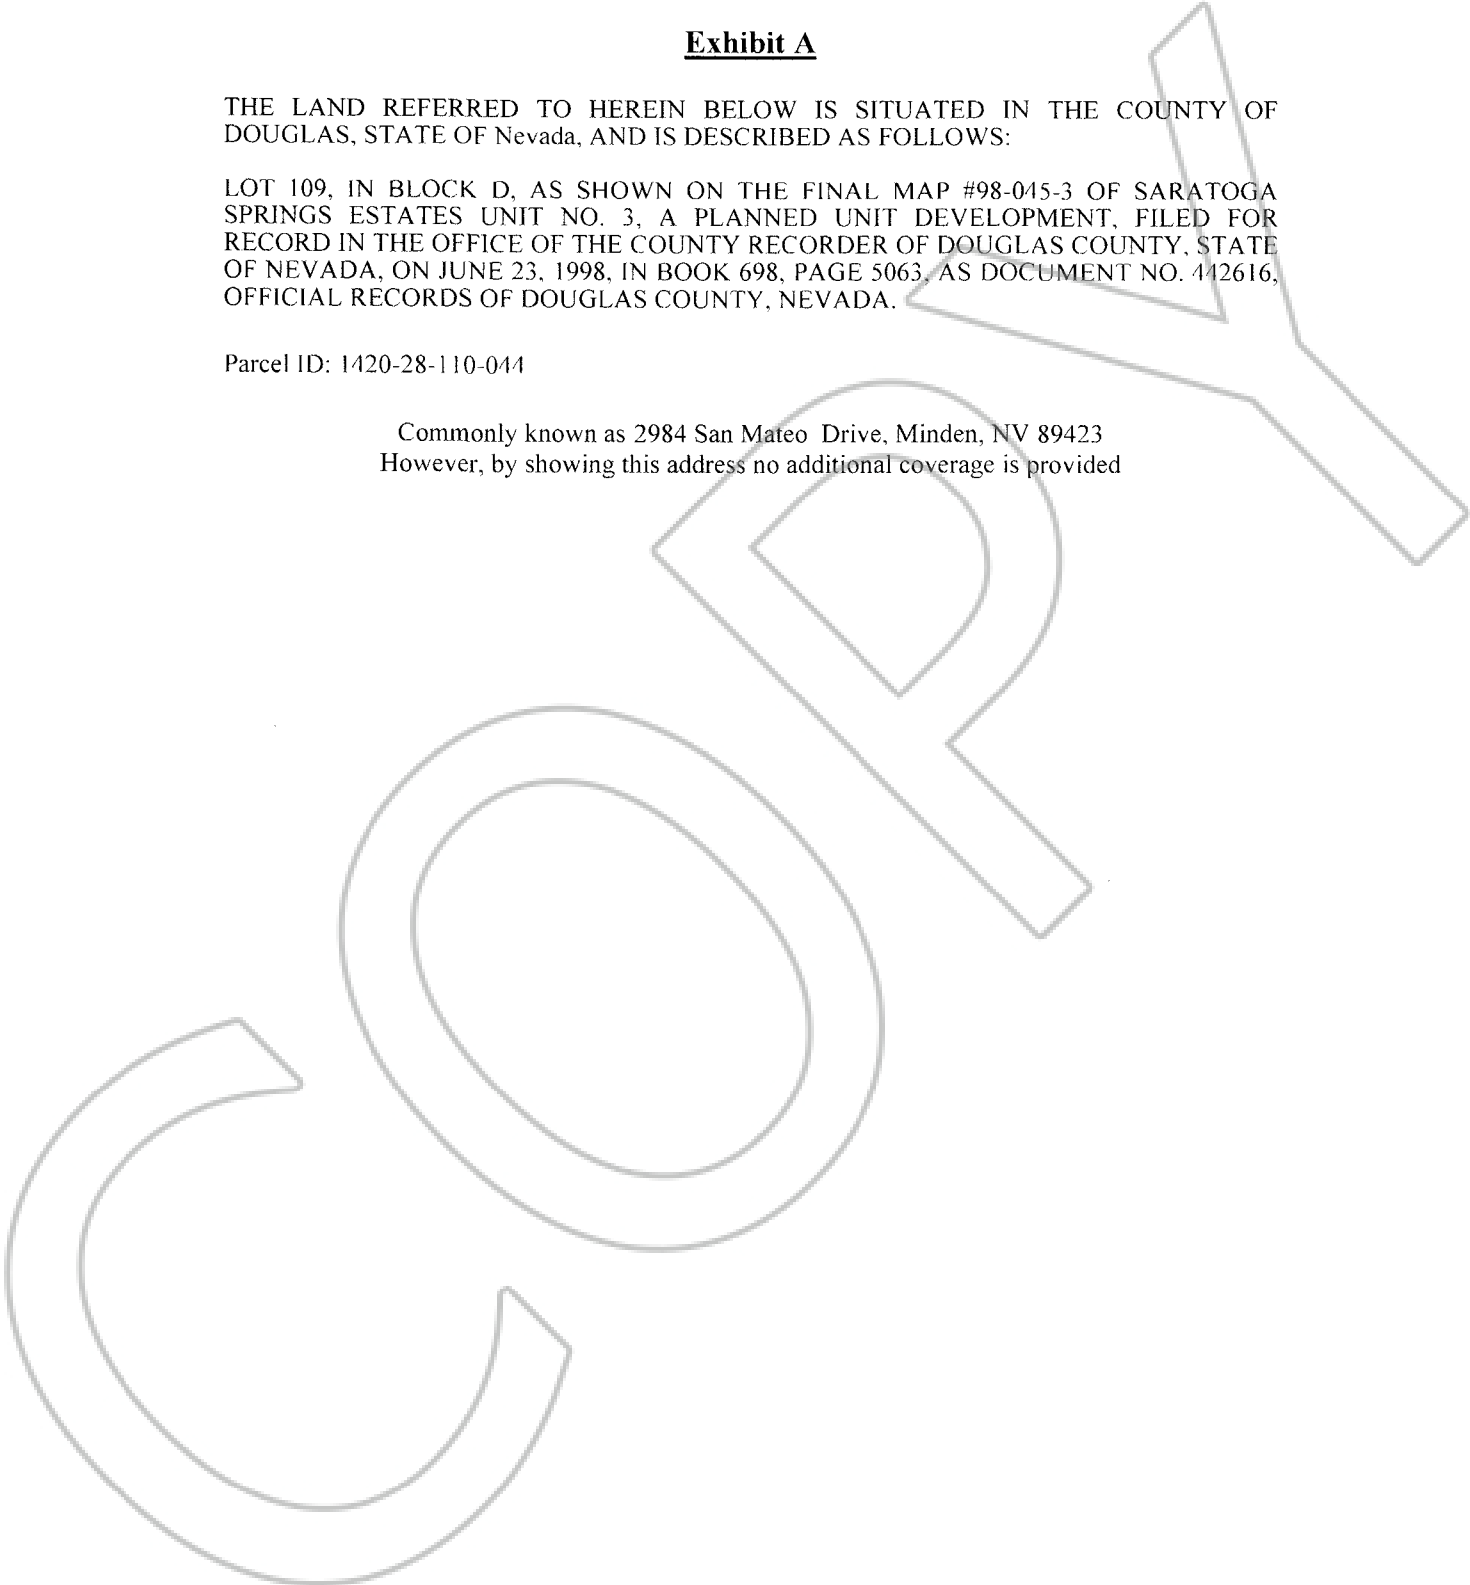 Exhibit A
THE LAND REFERRED TO HEREIN BELOW IS SITUATED IN THE COUNTY OF
DOUGLAS, STATE OF Nevada, AND IS DESCRIBED AS FOLLOWS:
LOT 109, IN BLOCK D, AS SHOWN ON THE FINAL MAP #98-045-3 OF SARATOGA
SPRINGS ESTATES UNIT NO. 3, A PLANNED UNIT DEVELOPMENT, FILED FOR
RECORD IN THE OFFICE OF THE COUNTY RECORDER OF DOUGLAS COUNTY, STATE
OF NEVADA, ON JUNE 23, 1998, IN BOOK 698, PAGE 5063, AS DOCUMENT NO. 442616,
OFFICIAL RECORDS OF DOUGLAS COUNTY, NEVADA.
Parcel ID: 1420-28-110-044
Commonly known as 2984 San Mateo Drive, Minden, NV 89423
However, by showing this address no additional coverage is provided
COPY